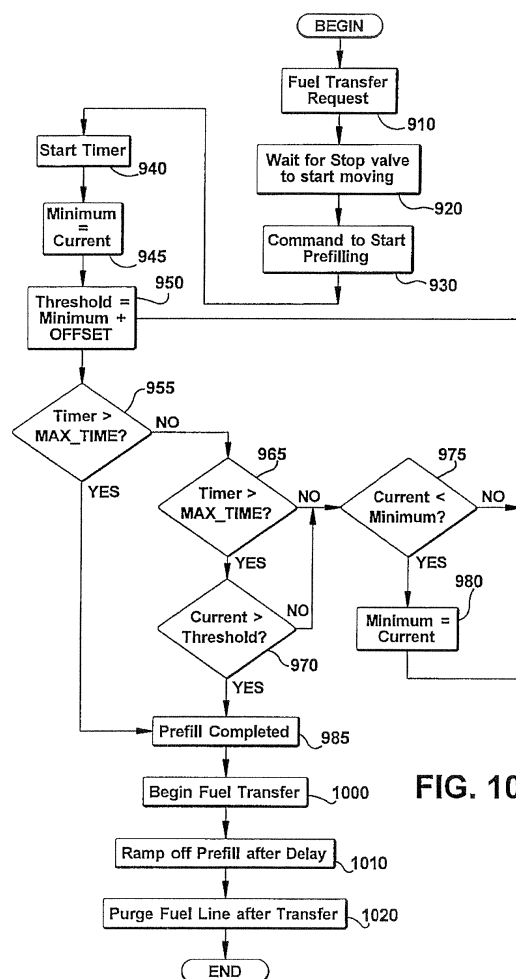 BEGIN
Fuel Transfer
Request
910
Wait for Stop valve
to start moving
920
Command to Start
Prefilling
930
Start Timer
940
Minimum
=
Current
945
950
Threshold =
Minimum +
OFFSET
955
Timer >
MAX_TIME?
NO
YES
965
Timer >
MAX_TIME?
NO
YES
975
Current <
Minimum?
NO
YES
980
Minimum =
Current
Current >
Threshold?
NO
970
YES
Prefill Completed
985
Begin Fuel Transfer
1000
FIG. 10
Ramp off Prefill after Delay
1010
Purge Fuel Line after Transfer
1020
END